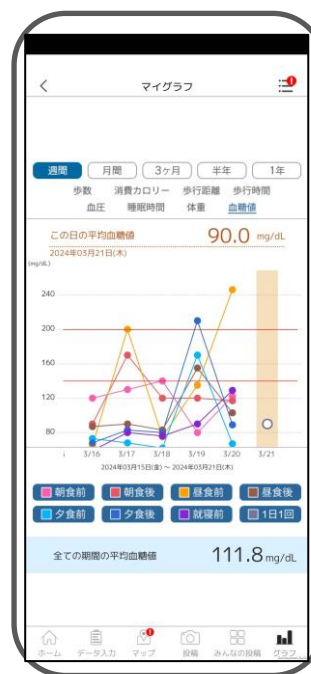 マイグラフ
1
週間 月間 3ヶ月 半年 1年
歩数 消費カロリー 歩行距離 歩行時間
血圧 睡眠時間 体重 血糖値
この日の平均血糖値 90.0 mg/dL
2024年03月21日(木)
(mg/dL)
240
200
160
120
80
3/16 3/17 3/18 3/19 3/20 3/21
2024年03月15日(金) ～ 2024年03月21日(木)
朝食前 朝食後 昼食前 昼食後
夕食前 夕食後 就寝前 1日1回
全ての期間の平均血糖値 111.8 mg/dL
1
ホーム データ入力 マップ 投稿 みんなの投稿 グラフ